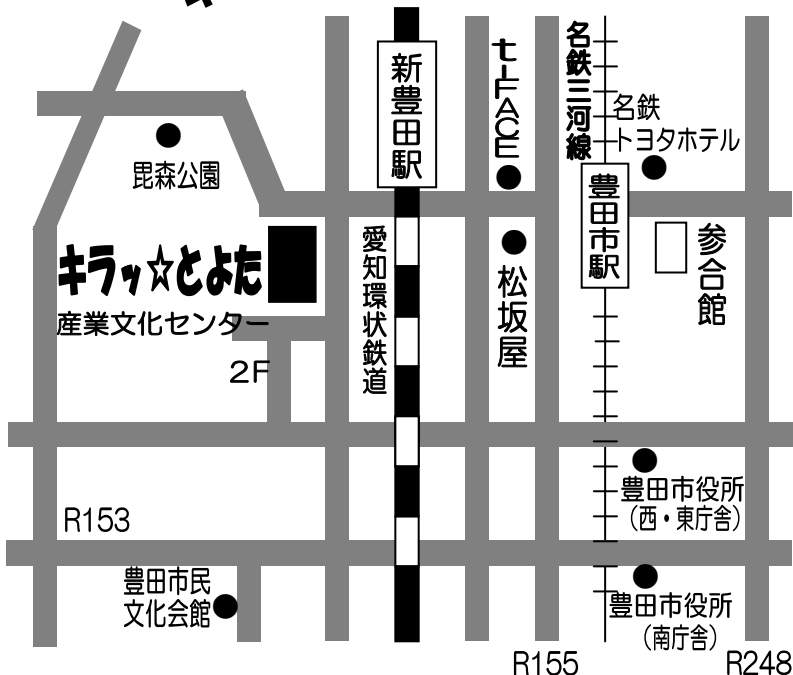 新豊田駅
t-FACE
名鉄三河線
名鉄
トヨタホテル
毘森公園
豊田市駅
参合館
キラッ☆とよた
産業文化センター
2F
愛知環状鉄道
松坂屋
R153
豊田市役所
(西・東庁舎)
豊田市民
文化会館
豊田市役所
(南庁舎)
R155
R248